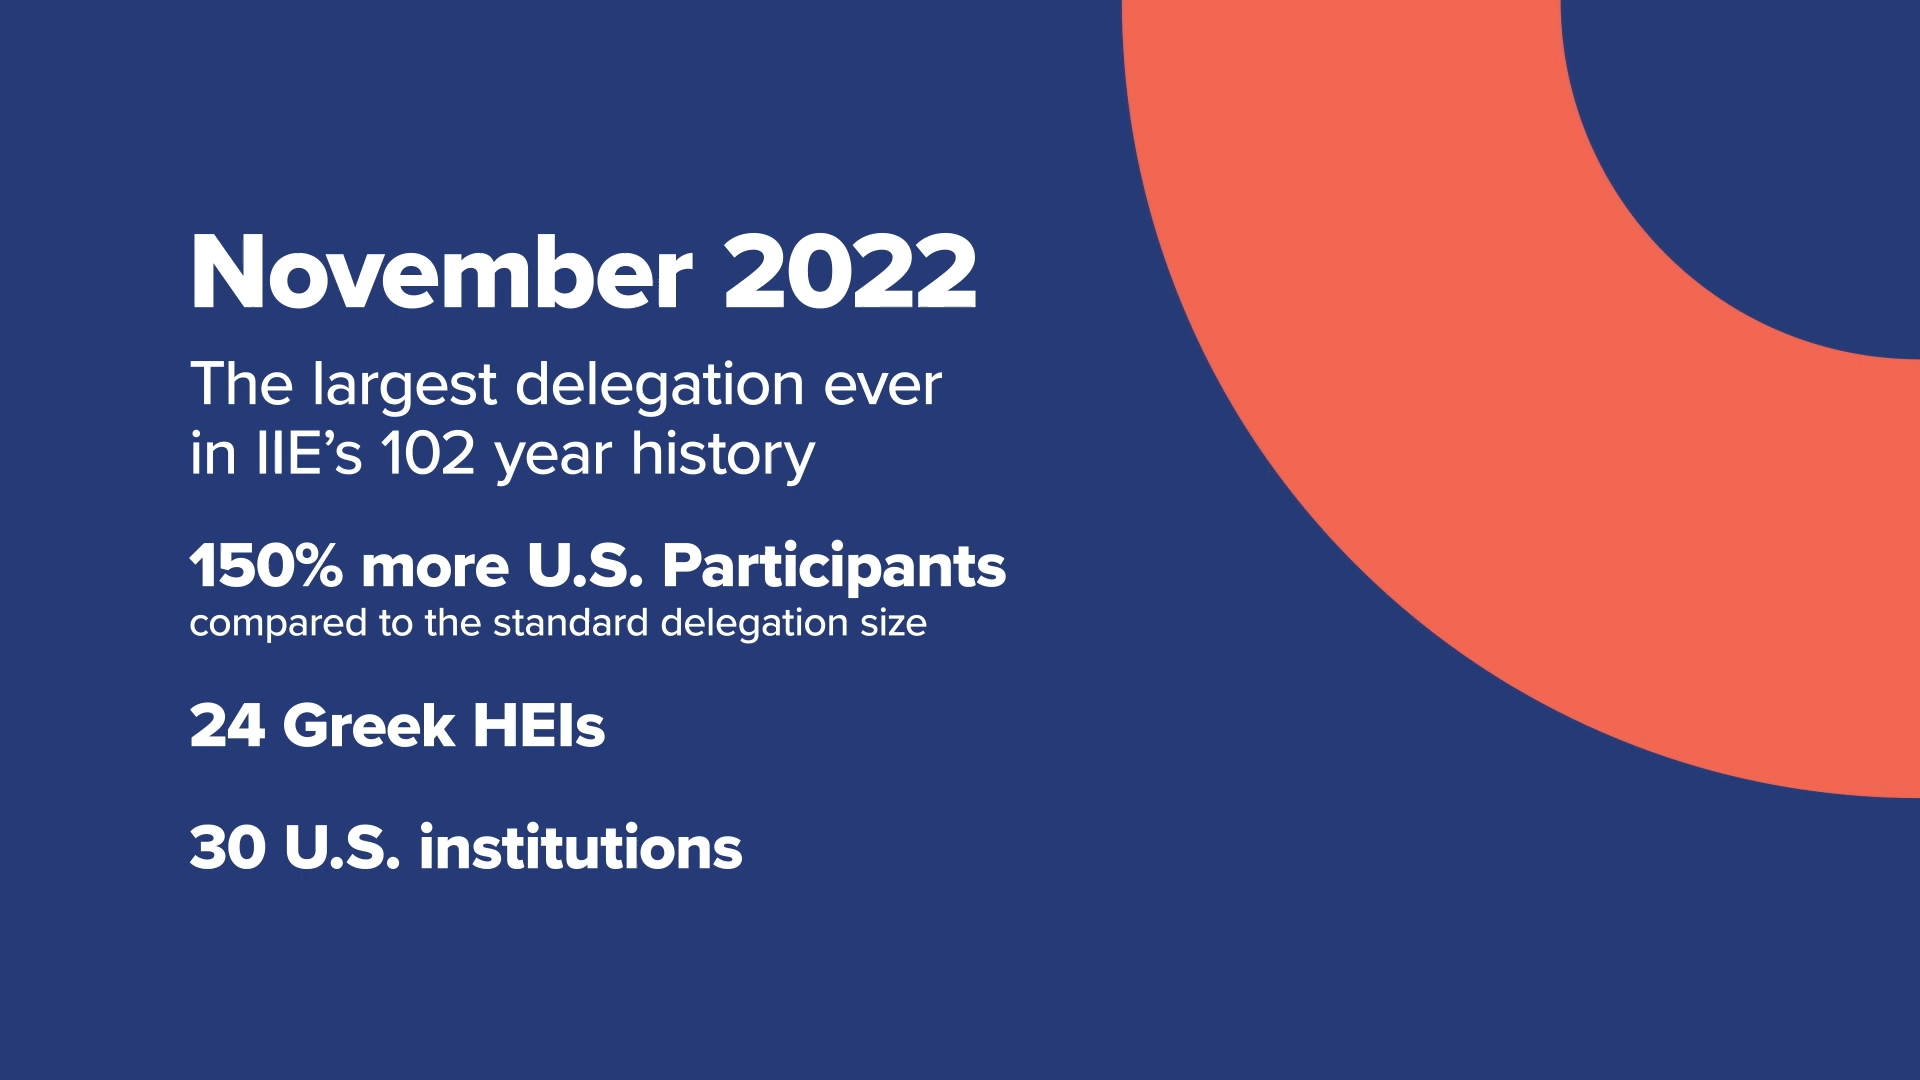 November 2022
The largest delegation ever
in IIE’s 102 year history
150% more U.S. Participants
compared to the standard delegation size
24 Greek HEIs
30 U.S. institutions